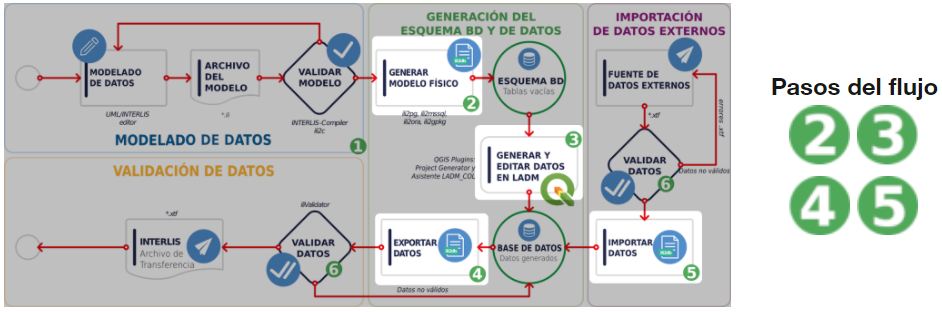 GENERACIÓN DEL
ESQUEMA BD Y DE DATOS
IMPORTACIÓN
DE DATOS EXTERNOS
MODELADO
DE DATOS
UML/INTERLIS
editor
ARCHIVO
DEL
MODELO
*.ili
VALIDAR
MODELO
INTERLIS-Compiler
ili2c
MODELADO DE DATOS
1
GENERAR
MODELO FÍSICO
2
ili2pg, ili2mssql,
ili2ora, ili2gpkg
ESQUEMA BD
Tablas vacías
QGIS Plugins:
Project Generator y
Asistente LADM_COL
3
GENERAR Y
EDITAR DATOS
EN LADM
FUENTE DE
DATOS EXTERNOS
*.xtf
errores .xtf
VALIDAR
DATOS
6
Datos no válidos
VALIDACIÓN DE DATOS
*.xtf
INTERLIS
Archivo de
Transferencia
iliValidator
VALIDAR
DATOS
6
EXPORTAR
DATOS
4
Datos no válidos
BASE DE DATOS
Datos generados
IMPORTAR
DATOS
5
Pasos del flujo
2 3
4 5